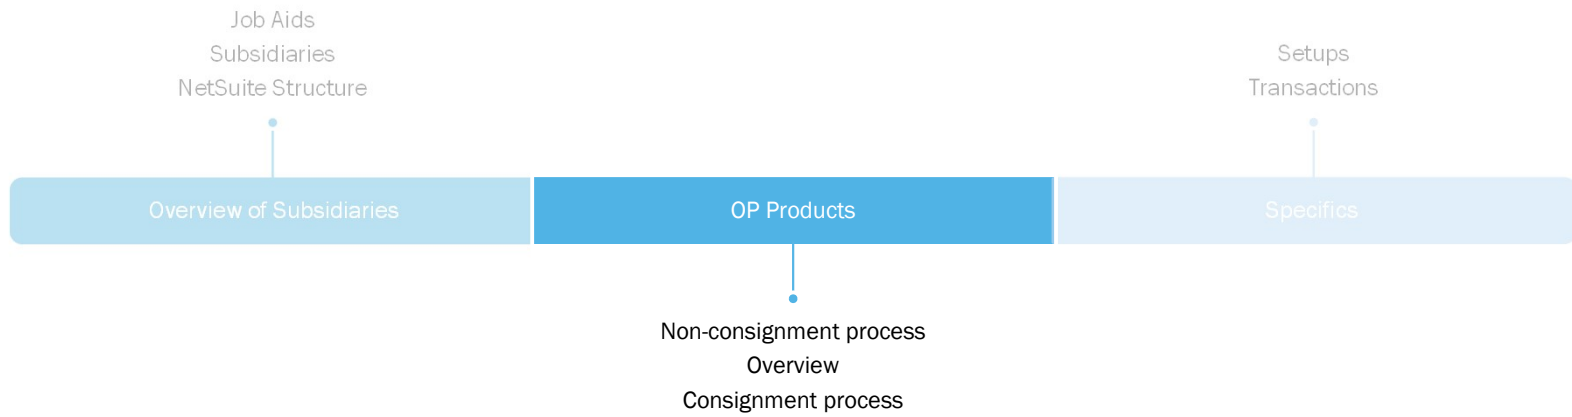 Job Aids
Subsidiaries
NetSuite Structure
Setups
Transactions
Overview of Subsidiaries
OP Products
Specifics
Non-consignment process
Overview
Consignment process